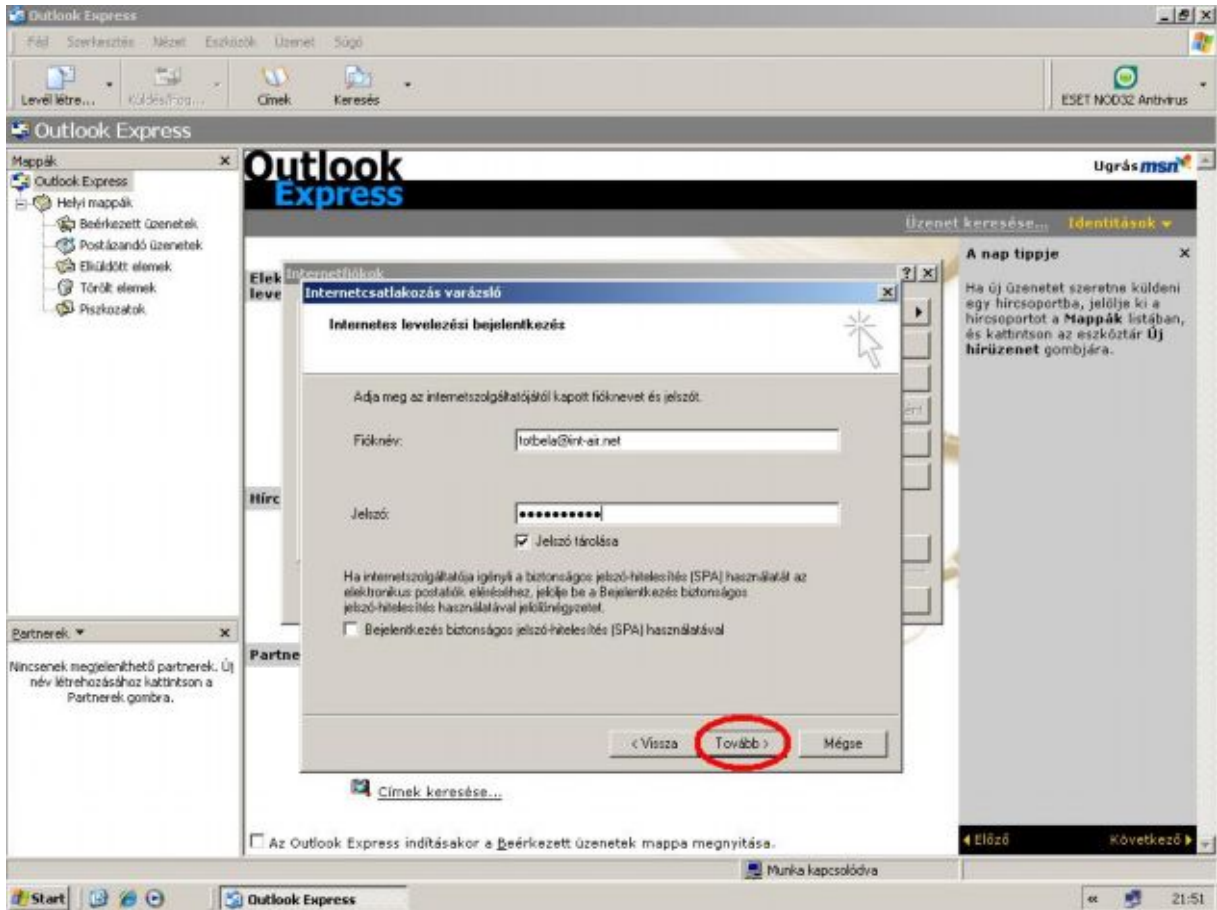 Outlook Express
Fájl Szerkesztés Nézet Eszközök Üzenet Súgó
Levél létre... Küldés/Fog... Címek Keresés ESET NOD32 Antivirus
Outlook Express
Mappák
Outlook Express
Helyi mappák
Beérkezett üzenetek
Postázandó üzenetek
Elküldött elemek
Törölt elemek
Piszkozatok
Partnerek
Nincsenek megjeleníthető partnerek. Új
név létrehozásához kattintson a
Partnerek gombra.
Outlook
Express
Ugrás msn
Üzenet keresése... Identitások
Elek
leve
Hírc
Partne
Internetfiókok
Internetcsatlakozás varázsló
Internetes levelezési bejelentkezés
Adja meg az internetszolgáltatójától kapott fióknevet és jelszót.
Fióknév: totbela@int-air.net
Jelszó: ••••••••••
Jelszó tárolása
Ha internetszolgáltatója igényli a biztonságos jelszó-hitelesítés (SPA) használatát az
elektronikus postafiók eléréséhez, jelölje be a Bejelentkezés biztonságos
jelszó-hitelesítés használatával jelölőnégyzetet.
Bejelentkezés biztonságos jelszó-hitelesítés (SPA) használatával
< Vissza Tovább > Mégse
Címek keresése...
Az Outlook Express indításakor a Beérkezett üzenetek mappa megnyitása.
A nap tippje
Ha új üzenetet szeretne küldeni
egy hírcsoportba, jelölje ki a
hírcsoportot a Mappák listában,
és kattintson az eszköztár Új
hírüzenet gombjára.
Előző Következő
Munka kapcsolódva
Start Outlook Express 21:51